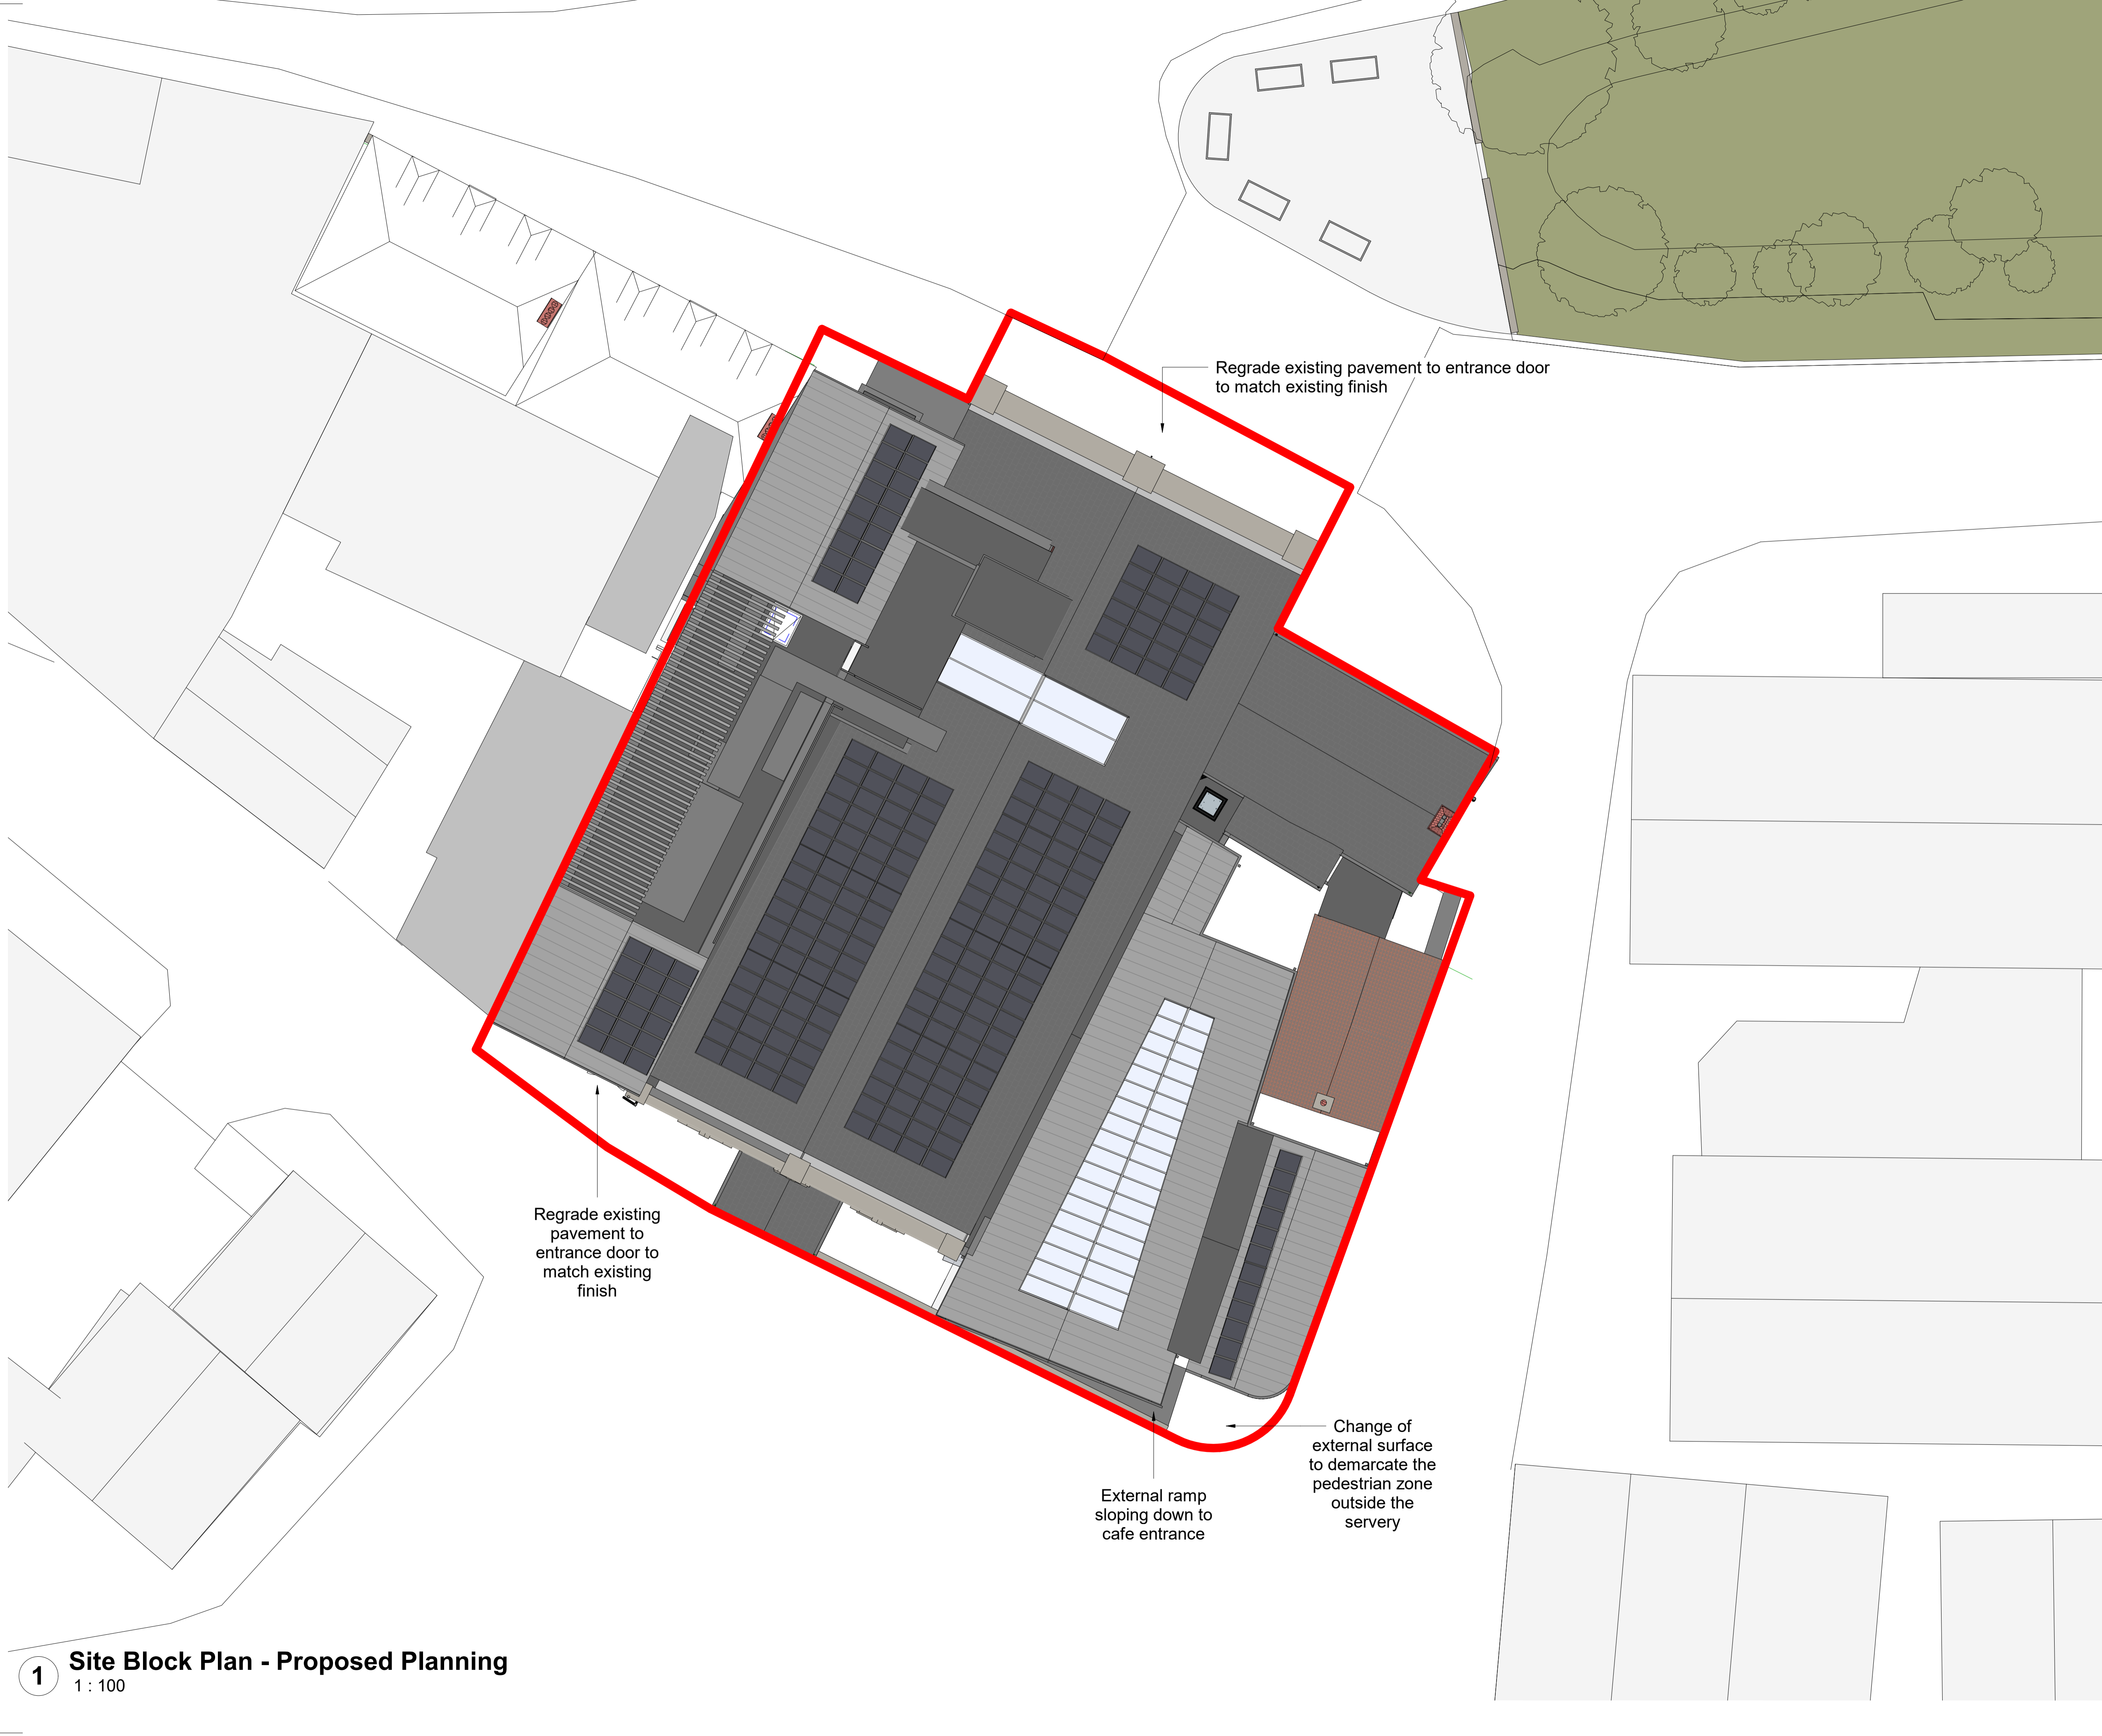 Regrade existing pavement to entrance door
to match existing finish
Regrade existing
pavement to
entrance door to
match existing
finish
Change of
external surface
to demarcate the
pedestrian zone
outside the
servery
External ramp
sloping down to
cafe entrance
1
Site Block Plan - Proposed Planning
1 : 100